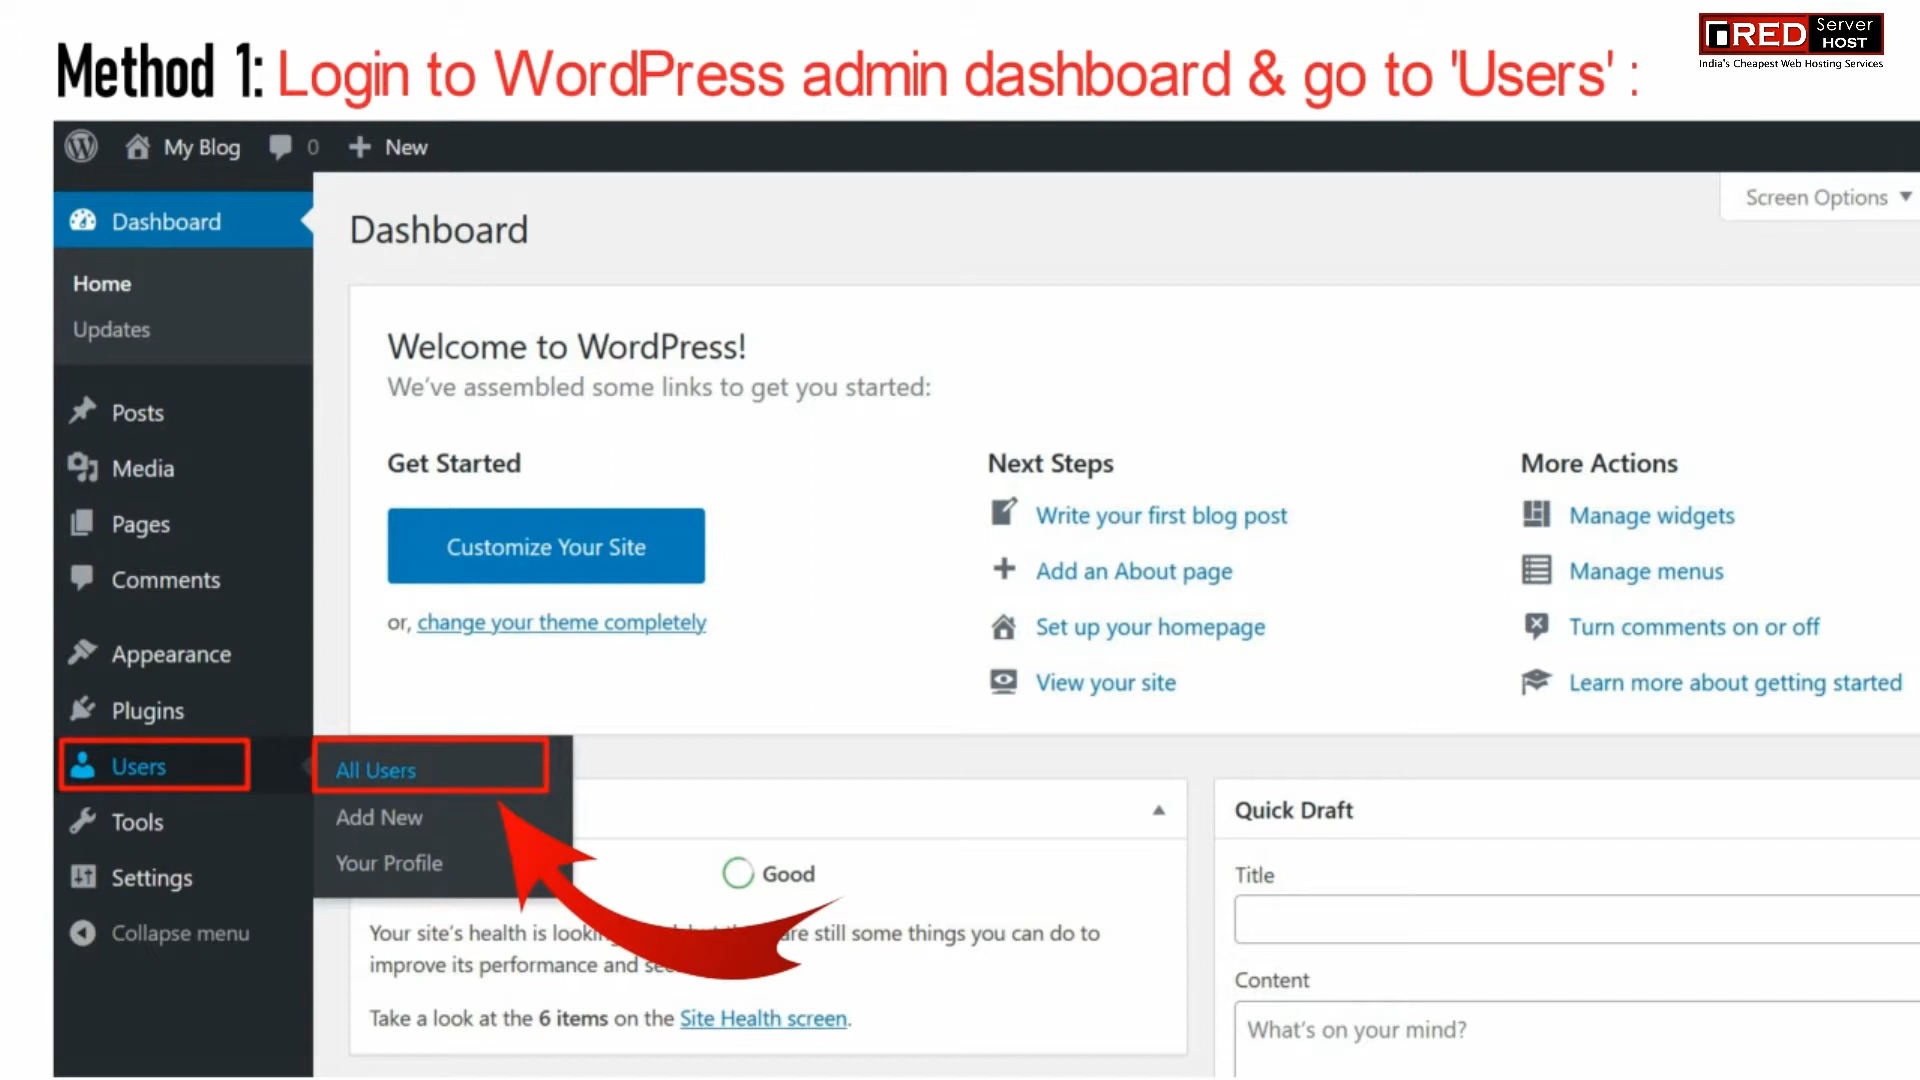 RED Server HOST
India's Cheapest Web Hosting Services
Method 1: Login to WordPress admin dashboard & go to 'Users' :
My Blog 0 New
Screen Options
Dashboard
Home
Updates
Posts
Media
Pages
Comments
Appearance
Plugins
Users
Tools
Settings
Collapse menu
All Users
Add New
Your Profile
Dashboard
Welcome to WordPress!
We've assembled some links to get you started:
Get Started
Customize Your Site
or, change your theme completely
Next Steps
Write your first blog post
Add an About page
Set up your homepage
View your site
More Actions
Manage widgets
Manage menus
Turn comments on or off
Learn more about getting started
Good
Your site's health is still some things you can do to
improve its performance and
Take a look at the 6 items on the Site Health screen.
Quick Draft
Title
Content
What's on your mind?